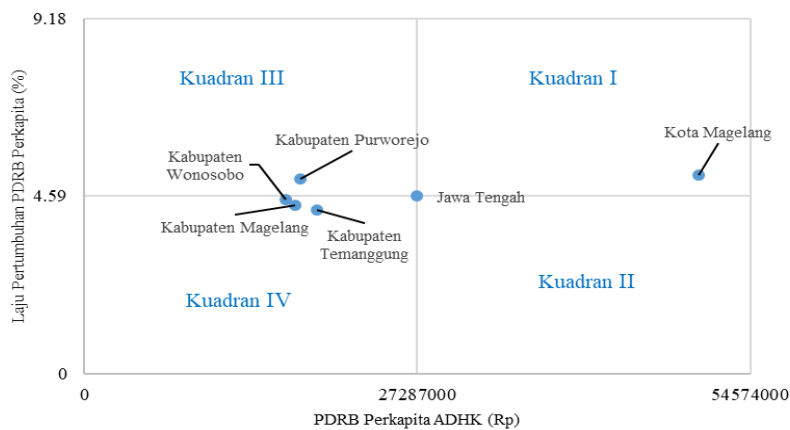 9.18
Kuadran III
Kuadran I
Kabupaten Purworejo
Kota Magelang
Kabupaten
Wonosobo
4.59
Jawa Tengah
Kabupaten Magelang
Kabupaten
Temanggung
Kuadran IV
Kuadran II
0
0
27287000
54574000
PDRB Perkapita ADHK (Rp)
Laju Pertumbuhan PDRB Perkapita (%)